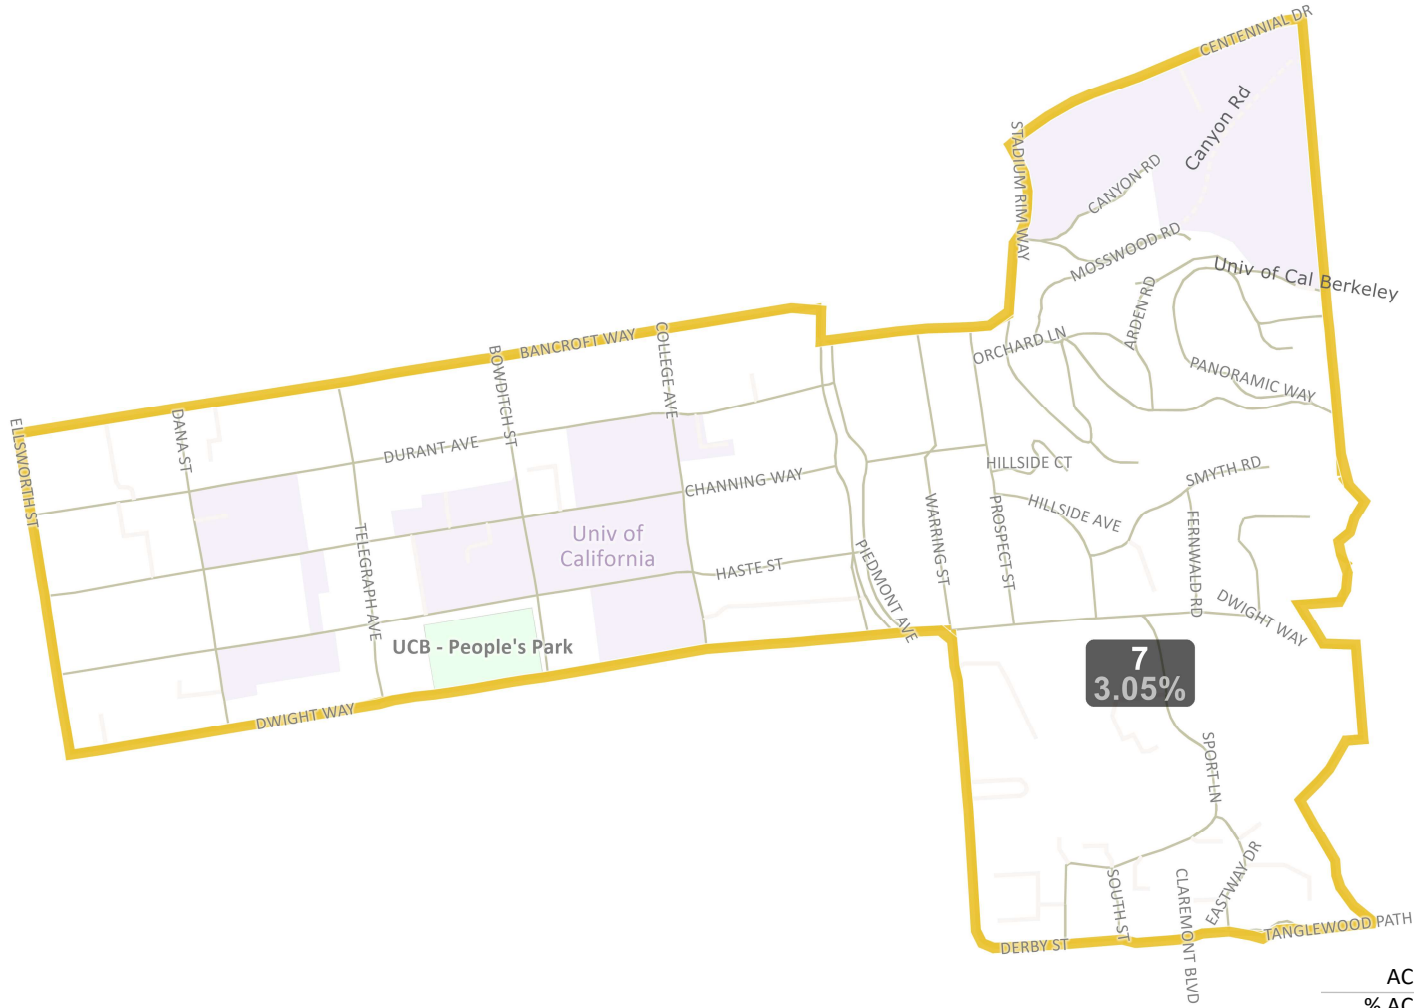 CENTENNIAL DR
Canyon Rd
STADIUM RIM WAY
CANYON RD
MOSSWOOD RD
Univ of Cal Berkeley
ARDEN RD
ORCHARD LN
PANORAMIC WAY
BANCROFT WAY
COLLEGE AVE
BOWDITCH ST
ELLSWORTH ST
DANA ST
DURANT AVE
CHANNING WAY
HILLSIDE CT
SMYTH RD
HILLSIDE AVE
WARRING ST
PROSPECT ST
FERNWALD RD
TELEGRAPH AVE
Univ of
California
HASTE ST
PIEDMONT AVE
DWIGHT WAY
UCB - People's Park
7
3.05%
DWIGHT WAY
SPORT LN
EASTWAY DR
SOUTH ST
CLAREMONT BLVD
DERBY ST
TANGLEWOOD PATH
AC
% AC